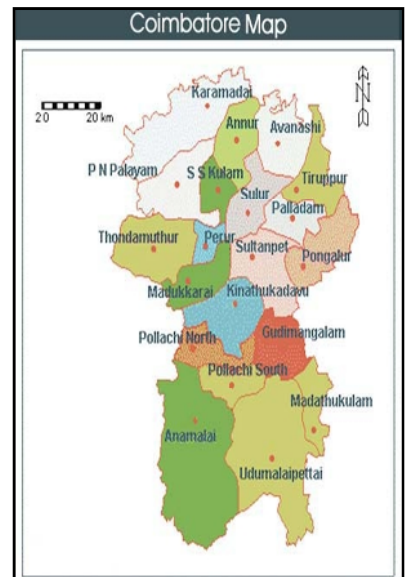 Coimbatore Map
Karamadai
20 20 km
Annur
Avanashi
N
P N Palayam
S S Kulam
Tiruppur
Sulur
Palladam
Thondamuthur
Perur
Sultanpet
Pongalur
Madukkarai
Kinathukadavu
Pollachi North
Gudimangalam
Pollachi South
Madathukulam
Anamalai
Udumalaipettai